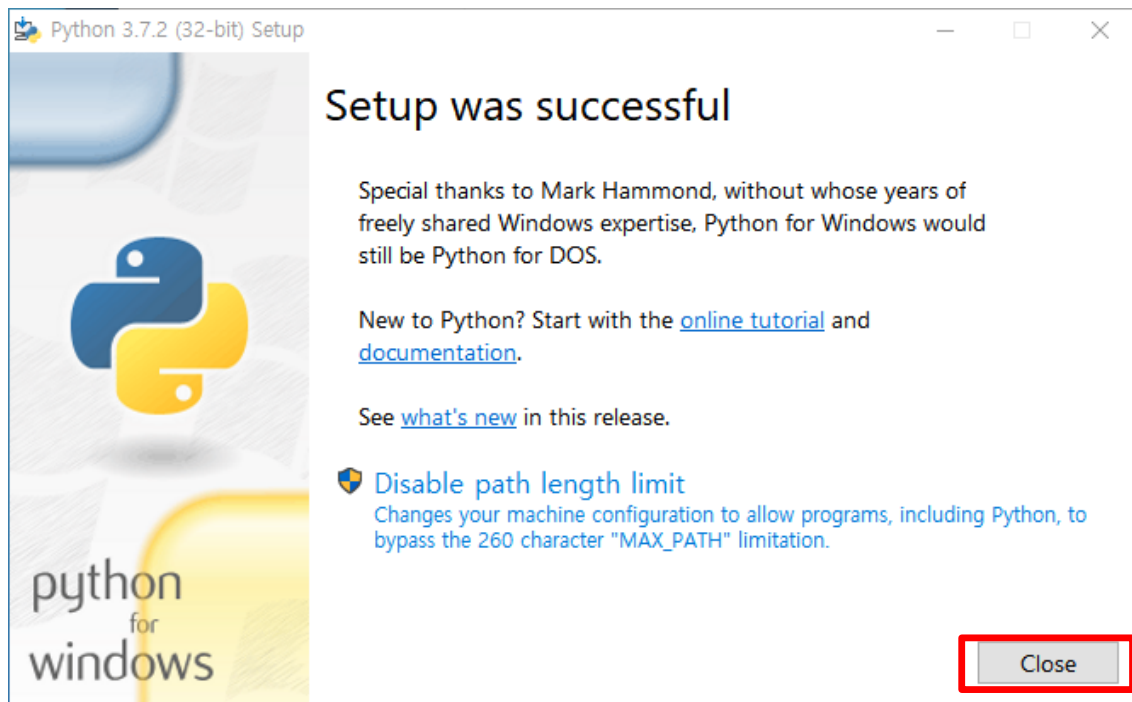 Python 3.7.2 (32-bit) Setup
Setup was successful
Special thanks to Mark Hammond, without whose years of
freely shared Windows expertise, Python for Windows would
still be Python for DOS.
New to Python? Start with the online tutorial and
documentation.
See what's new in this release.
Disable path length limit
Changes your machine configuration to allow programs, including Python, to
bypass the 260 character "MAX_PATH" limitation.
python
for
windows
Close